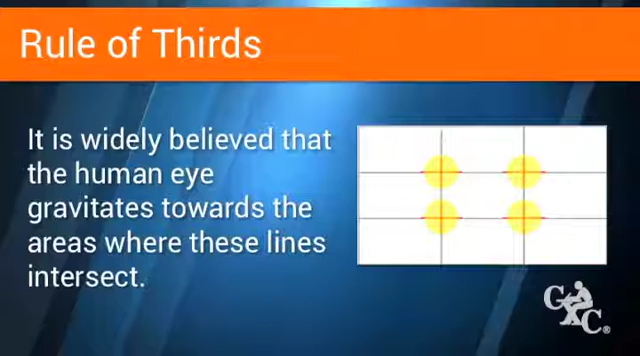 Rule of Thirds
It is widely believed that
the human eye
gravitates towards the
areas where these lines
intersect.
CXC®